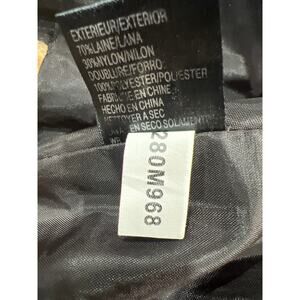 EXTERIEUR/EXTERIOR
70%LAINE/LANA
30%NYLON/NILON
DOUBLURE/FORRO:
100%POLYESTER/POLIESTER
FABRIQUE EN CHINE
HECHO EN CHINA
NETTOYER A SEC
EN SECO SOLAMENTE
280M968